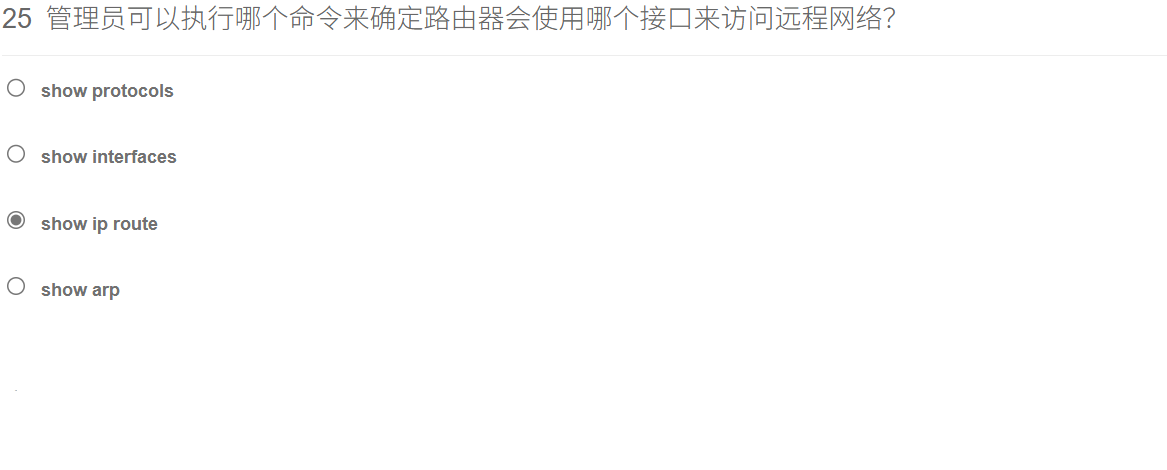 25 管理员可以执行哪个命令来确定路由器会使用哪个接口来访问远程网络?
show protocols
show interfaces
show ip route
show arp